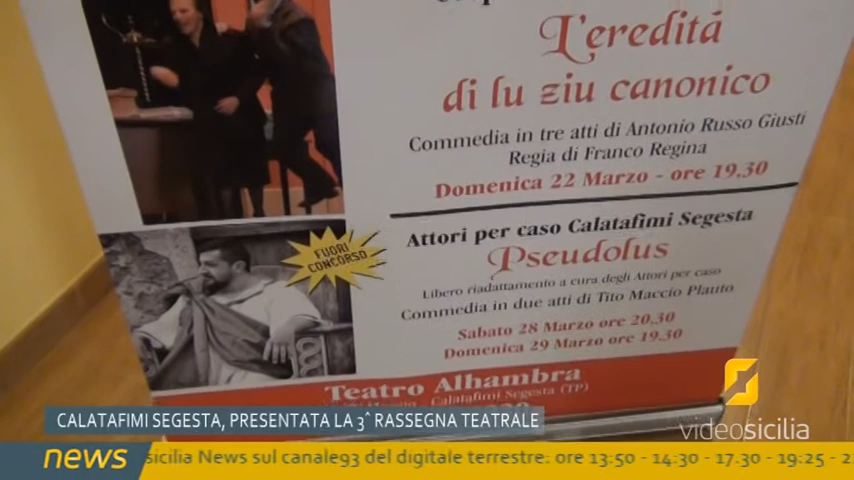 L'eredità
di lu ziu canonico
Commedia in tre atti di Antonio Russo Giusti
Regia di Franco Regina
Domenica 22 Marzo - ore 19.30
FUORI
CONCORSO
Attori per caso Calatafimi Segesta
Pseudolus
Libero riadattamento a cura degli Attori per caso
Commedia in due atti di Tito Maccio Plauto
Sabato 28 Marzo ore 20,30
Domenica 29 Marzo ore 19.30
Teatro Alhambra
- Calatafimi Segesta (TP)
CALATAFIMI SEGESTA, PRESENTATA LA 3^ RASSEGNA TEATRALE
videosicilia
news
sicilia News sul canale93 del digitale terrestre: ore 13:50 - 14:30 - 17.30 - 19:25 - 2